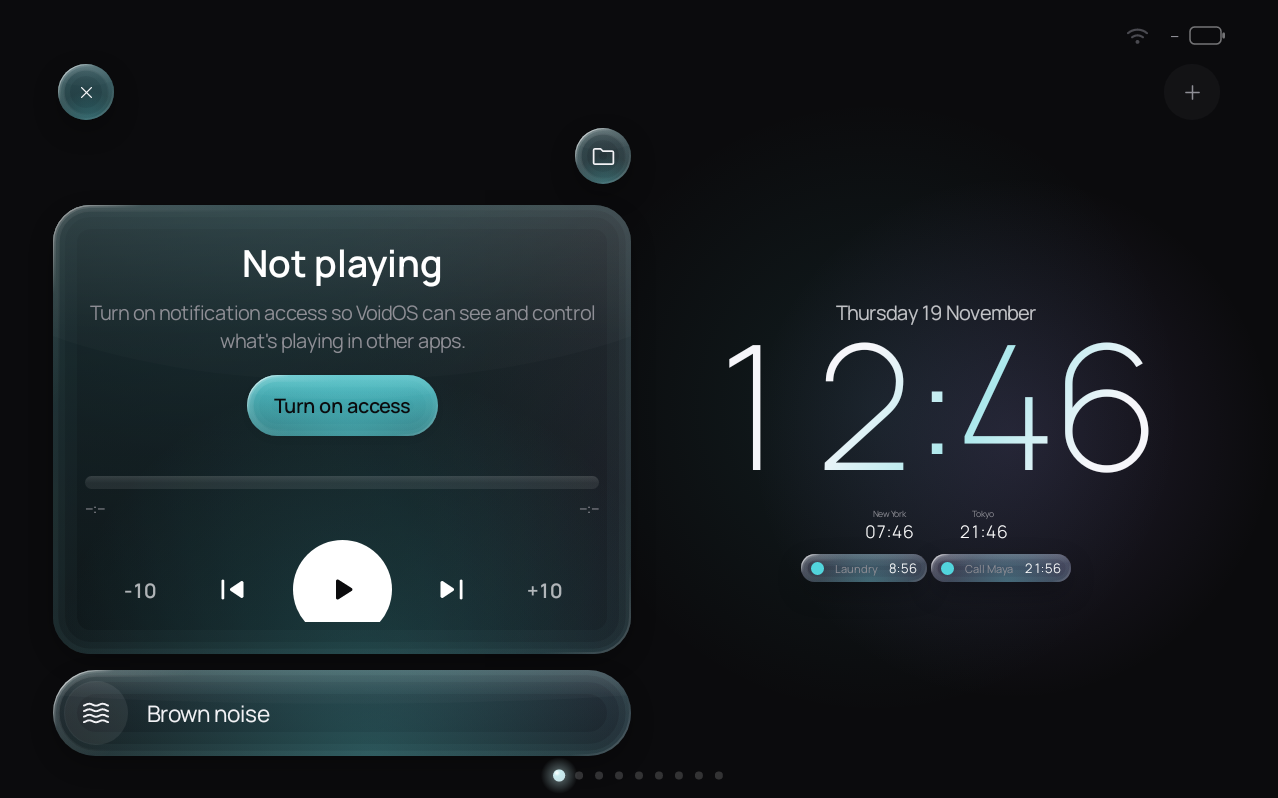 –
Not playing
Turn on notification access so VoidOS can see and control
what's playing in other apps.
Turn on access
–:–
–:–
-10
+10
Brown noise
Thursday 19 November
12:46
New York
07:46
Tokyo
21:46
Laundry 8:56
Call Maya 21:56